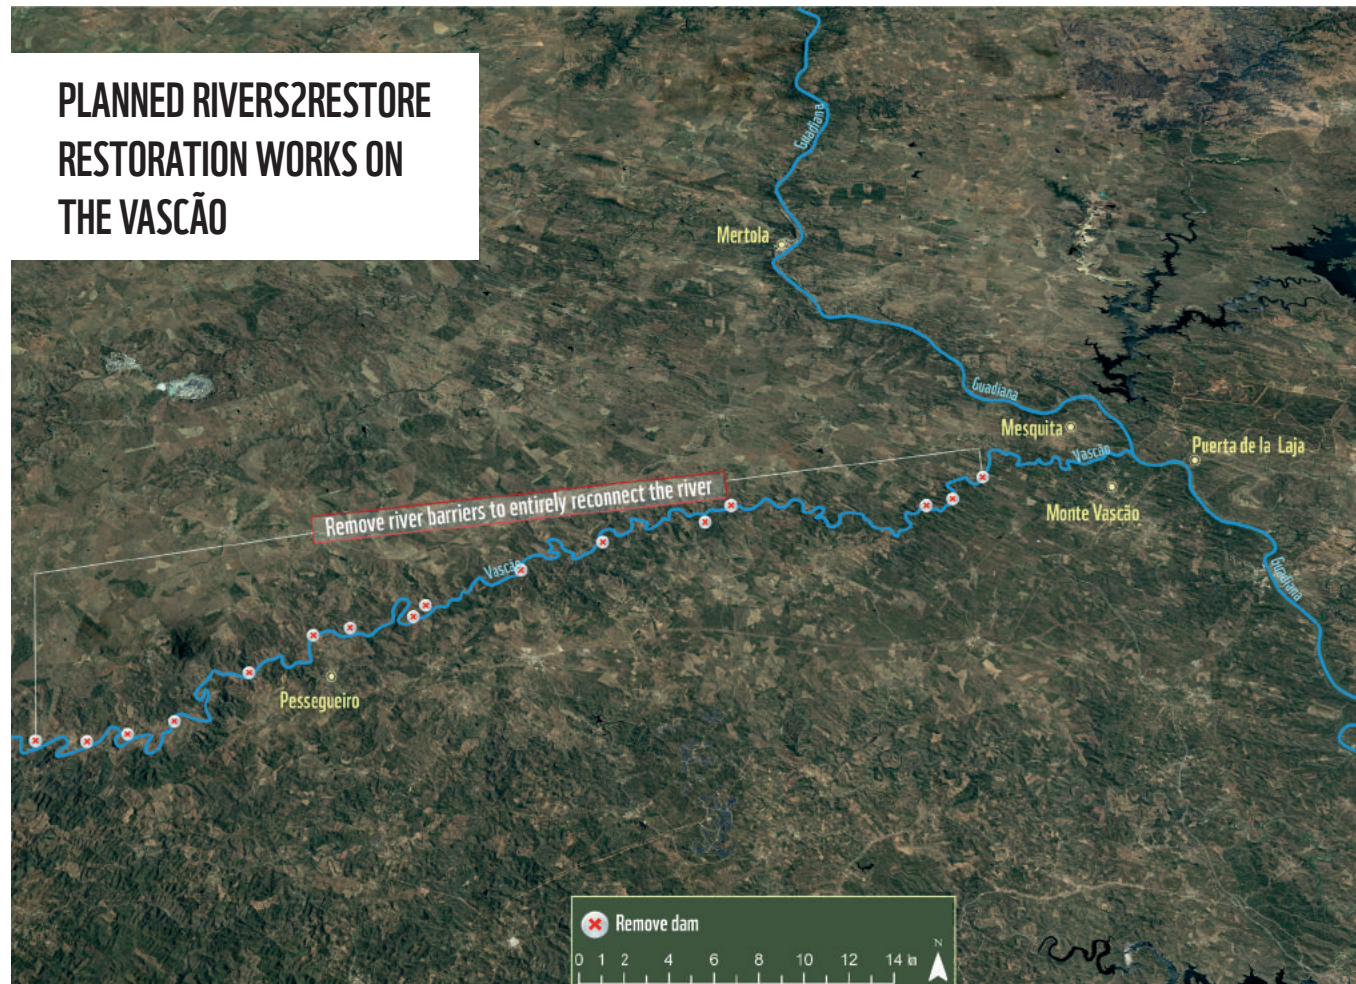 PLANNED RIVERS2RESTORE
RESTORATION WORKS ON
THE VASCÃO
Guadiana
Mertola
Guadiana
Mesquita
Vascão
Puerta de la Laja
Remove river barriers to entirely reconnect the river
Monte Vascão
Vascão
Guadiana
Pessegueiro
Remove dam
N
0 1 2 4 6 8 10 12 14 km